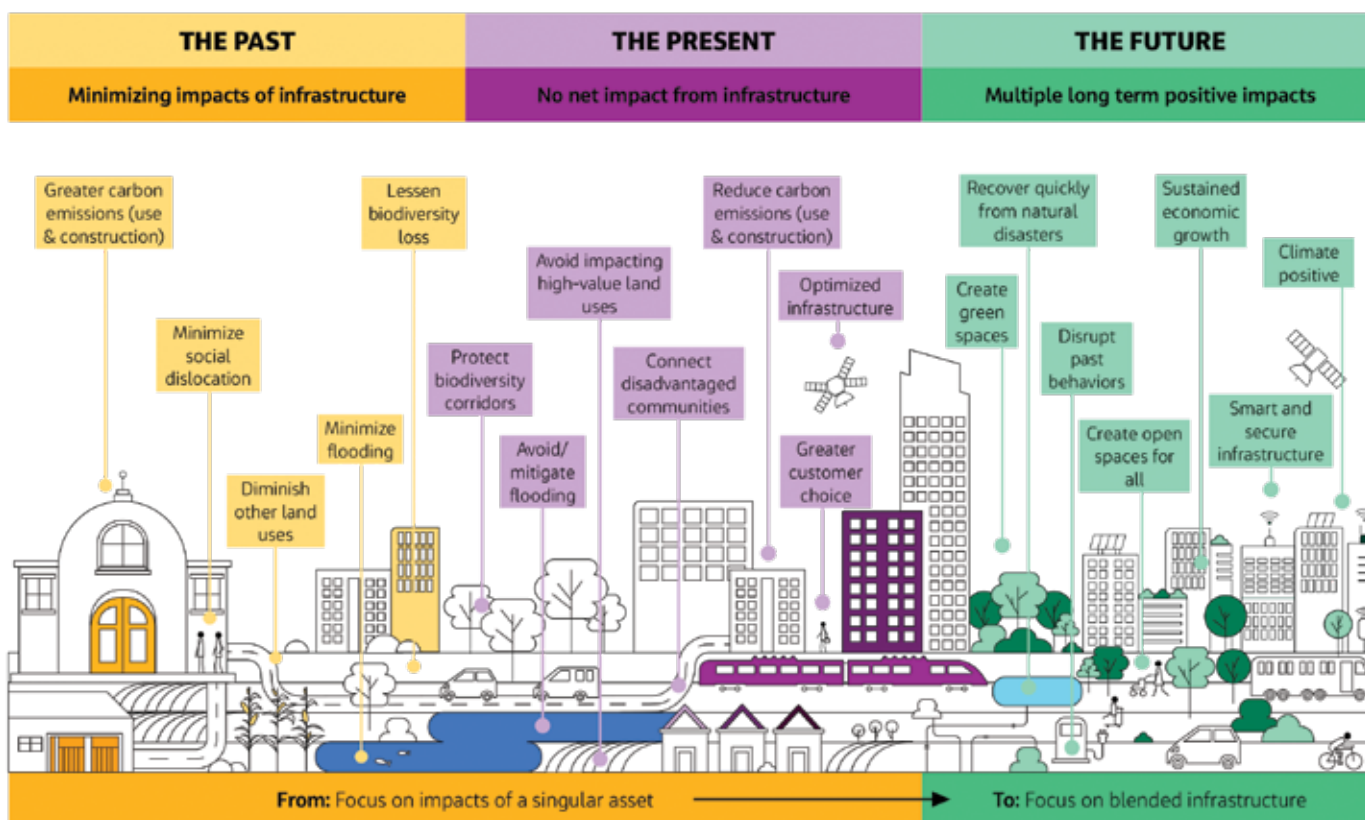 THE PAST
THE PRESENT
THE FUTURE
Minimizing impacts of infrastructure
No net impact from infrastructure
Multiple long term positive impacts
Greater carbon
emissions (use
& construction)
Minimize
social
dislocation
Diminish
other land
uses
Minimize
flooding
Lessen
biodiversity
loss
Protect
biodiversity
corridors
Avoid/
mitigate
flooding
Avoid impacting
high-value land
uses
Connect
disadvantaged
communities
Reduce carbon
emissions (use
& construction)
Optimized
infrastructure
Greater
customer
choice
Create
green
spaces
Recover quickly
from natural
disasters
Disrupt
past
behaviors
Create open
spaces for
all
Sustained
economic
growth
Smart and
secure
infrastructure
Climate
positive
From: Focus on impacts of a singular asset
To: Focus on blended infrastructure